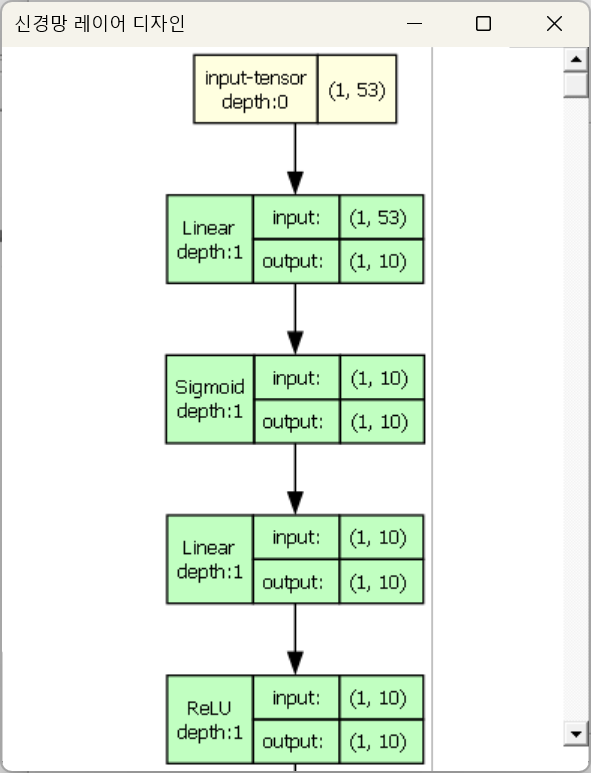 신경망 레이어 디자인
input-tensor
depth:0
(1, 53)
Linear
depth:1
input:
(1, 53)
output:
(1, 10)
Sigmoid
depth:1
input:
(1, 10)
output:
(1, 10)
Linear
depth:1
input:
(1, 10)
output:
(1, 10)
ReLU
depth:1
input:
(1, 10)
output:
(1, 10)